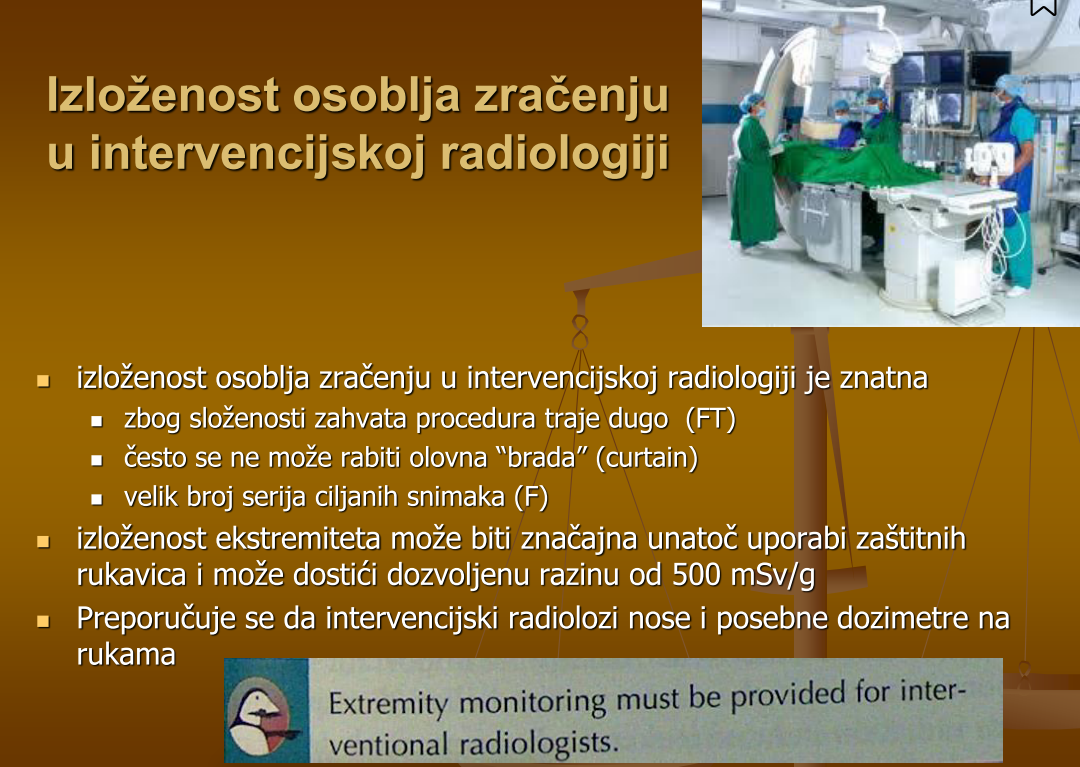 Izloženost osoblja zračenju
u intervencijskoj radiologiji
izloženost osoblja zračenju u intervencijskoj radiologiji je znatna
zbog složenosti zahvata procedura traje dugo (FT)
često se ne može rabiti olovna “brada” (curtain)
velik broj serija ciljanih snimaka (F)
izloženost ekstremiteta može biti značajna unatoč uporabi zaštitnih
rukavica i može dostići dozvoljenu razinu od 500 mSv/g
Preporučuje se da intervencijski radiolozi nose i posebne dozimetre na
rukama
Extremity monitoring must be provided for inter-
ventional radiologists.